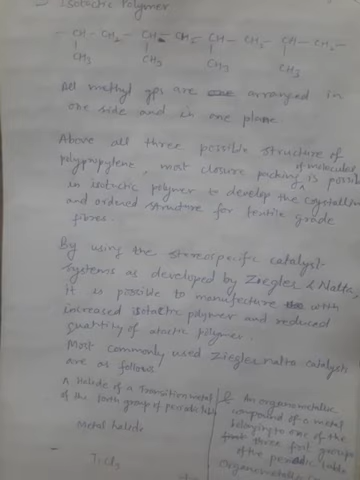 Isotactic Polymer
- CH - CH2 - CH - CH2 - CH - CH2 - CH - CH2 -
CH3 CH3 CH3 CH3
All methyl gps are arranged in
one side and in one plane
Above all three possible structure of
polypropylene, most closure packing of molecules is possible
in isotactic polymer to develop the crystalline
and ordered structure for textile grade
fibres.
By using the stereospecific catalyst
systems as developed by Ziegler & Natta,
it is possible to manufacture with
increased isotactic polymer and reduced
quantity of atactic polymer.
Most commonly used Ziegler natta catalysts
are as follows
A Halide of a Transition metal
of the fourth group of periodic table
Metal halide
TiCl3
& An organometallic
compound of a metal
belonging to one of the
three first groups
of the periodic table
Organometallic